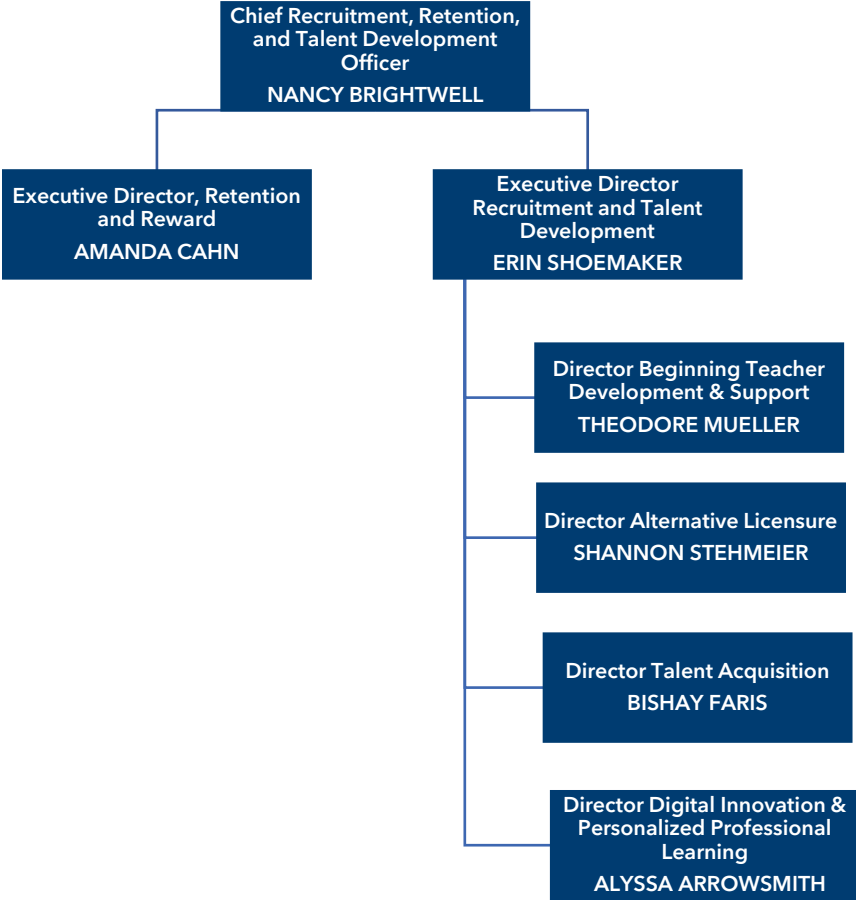 Chief Recruitment, Retention,
and Talent Development
Officer
NANCY BRIGHTWELL
Executive Director, Retention
and Reward
AMANDA CAHN
Executive Director
Recruitment and Talent
Development
ERIN SHOEMAKER
Director Beginning Teacher
Development & Support
THEODORE MUELLER
Director Alternative Licensure
SHANNON STEHMEIER
Director Talent Acquisition
BISHAY FARIS
Director Digital Innovation &
Personalized Professional
Learning
ALYSSA ARROWSMITH